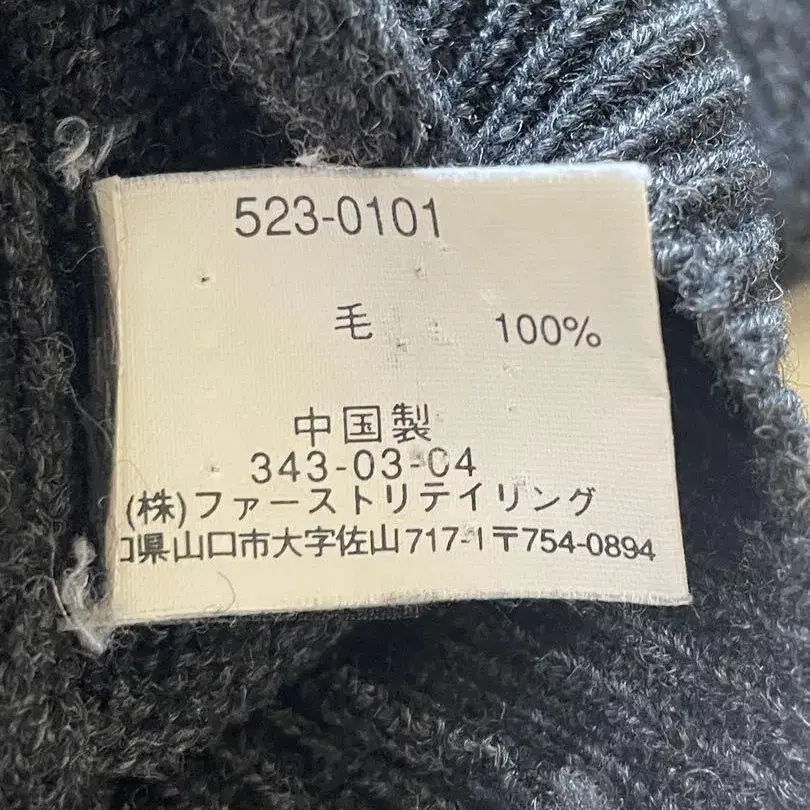 523-0101
毛 100%
中国製
343-03-04
(株)ファーストリテイリング
口県山口市大字佐山717-1〒754-0894